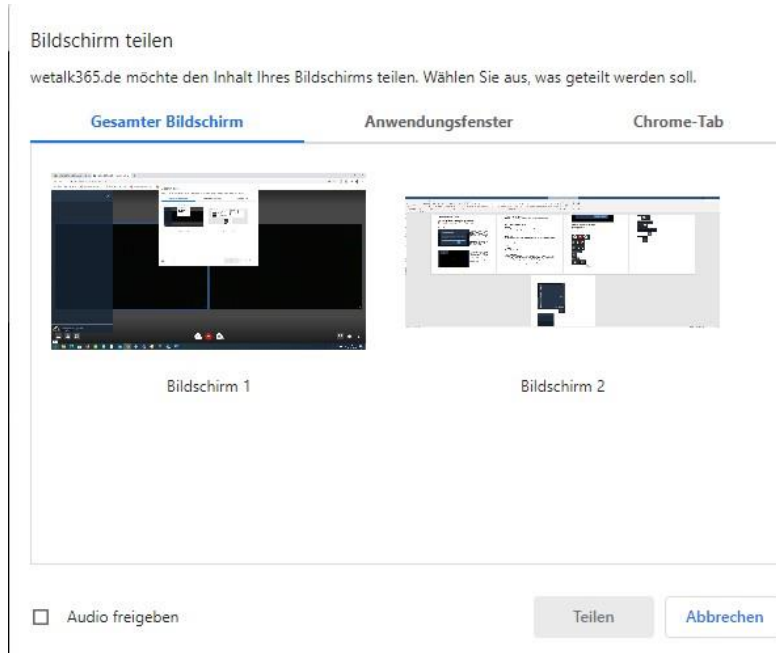 Bildschirm teilen
wetalk365.de möchte den Inhalt Ihres Bildschirms teilen. Wählen Sie aus, was geteilt werden soll.
Gesamter Bildschirm
Anwendungsfenster
Chrome-Tab
Bildschirm 1
Bildschirm 2
Audio freigeben
Teilen
Abbrechen